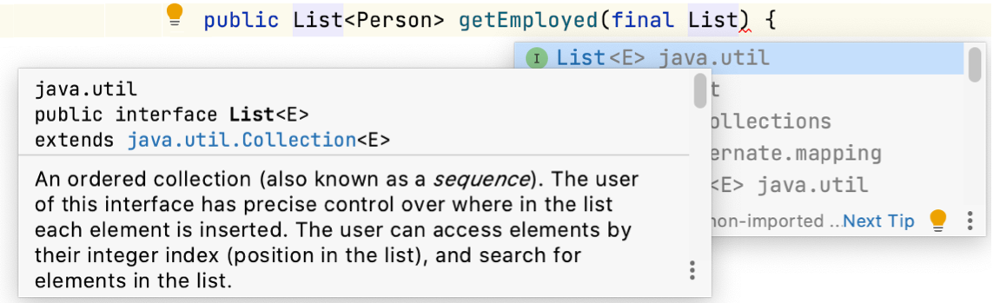 public List<Person> getEmployed(final List) {
I List<E> java.util
java.util
public interface List<E>
extends java.util.Collection<E>
ollections
ernate.mapping
<E> java.util
non-imported ...Next Tip
An ordered collection (also known as a sequence). The user
of this interface has precise control over where in the list
each element is inserted. The user can access elements by
their integer index (position in the list), and search for
elements in the list.